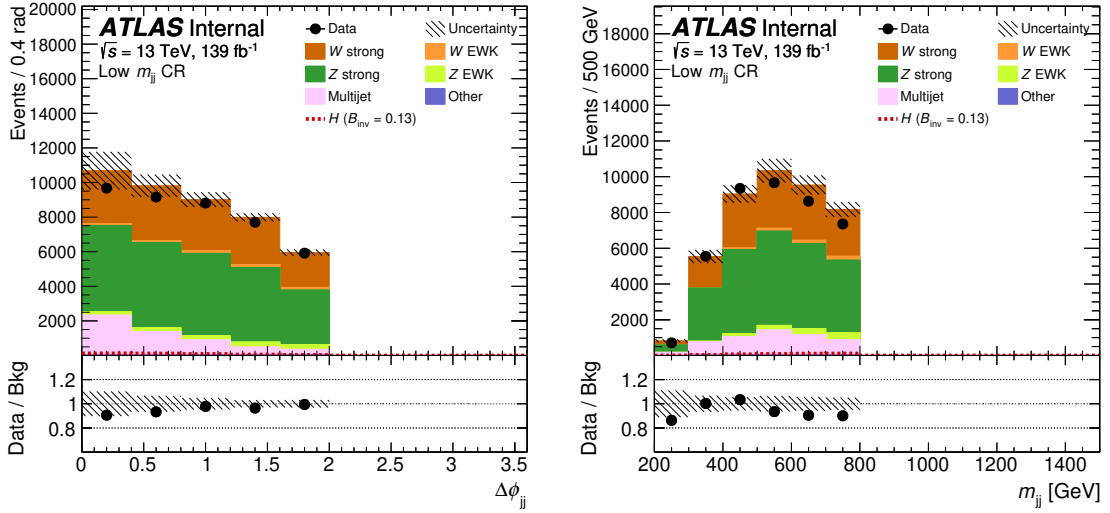 ATLAS Internal
√s = 13 TeV, 139 fb⁻¹
Low m_jj CR
Data
Uncertainty
W strong
W EWK
Z strong
Z EWK
Multijet
Other
H (B_inv = 0.13)
Events / 0.4 rad
20000
18000
16000
14000
12000
10000
8000
6000
4000
2000
Data / Bkg
1.2
1
0.8
0 0.5 1 1.5 2 2.5 3 3.5
Δϕ_jj
ATLAS Internal
√s = 13 TeV, 139 fb⁻¹
Low m_jj CR
Data
Uncertainty
W strong
W EWK
Z strong
Z EWK
Multijet
Other
H (B_inv = 0.13)
Events / 500 GeV
18000
16000
14000
12000
10000
8000
6000
4000
2000
Data / Bkg
1.2
1
0.8
200 400 600 800 1000 1200 1400
m_jj [GeV]